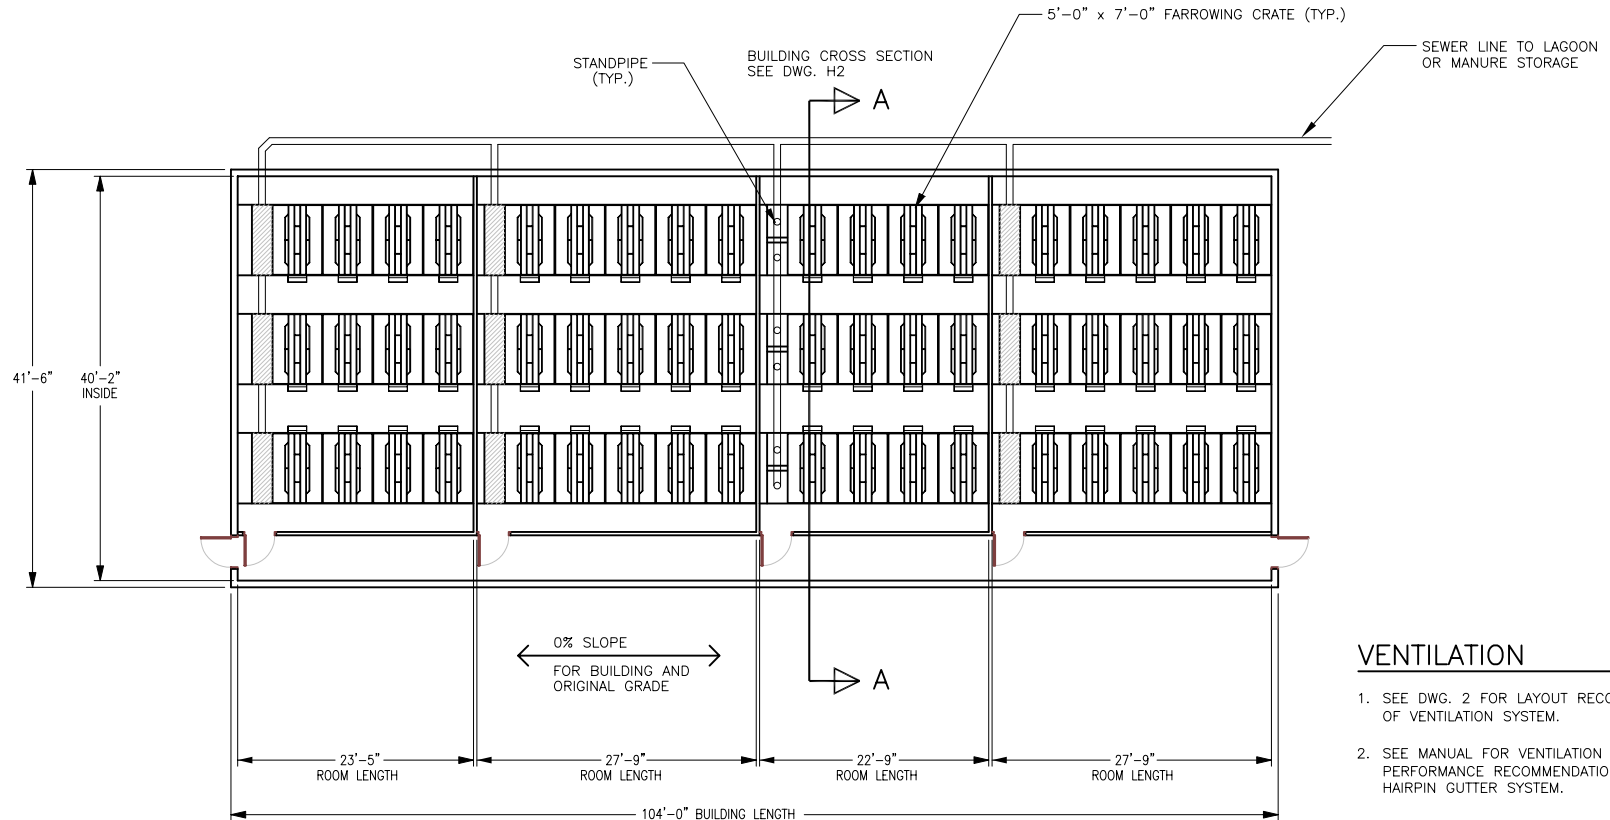 5'-0" x 7'-0" FARROWING CRATE (TYP.)
SEWER LINE TO LAGOON
OR MANURE STORAGE
BUILDING CROSS SECTION
SEE DWG. H2
STANDPIPE
(TYP.)
A
41'-6"
40'-2"
INSIDE
0% SLOPE
FOR BUILDING AND
ORIGINAL GRADE
A
VENTILATION
1. SEE DWG. 2 FOR LAYOUT
OF VENTILATION SYSTEM.
2. SEE MANUAL FOR VENTILATION
PERFORMANCE
HAIRPIN GUTTER SYSTEM.
23'-5"
ROOM LENGTH
27'-9"
ROOM LENGTH
22'-9"
ROOM LENGTH
27'-9"
ROOM LENGTH
104'-0" BUILDING LENGTH